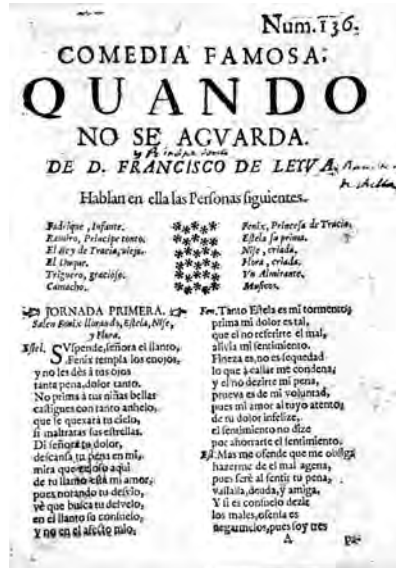 Num.136.
COMEDIA FAMOSA;
QUANDO
NO SE AGVARDA.
y Principe tonto
DE D. FRANCISCO DE LEYVA,
Hablan en ella las Personas siguientes.
Fadrique, Infante.
Ramiro, Principe tonto.
El Rey de Tracia, viejo.
El Duque.
Triguero, gracioso.
Camacho.
Fenix, Princesa de Tracia.
Estela su prima.
Nise, criada.
Flora, criada.
Vn Almirante.
Musicos.
JORNADA PRIMERA.
Salen Fenix llorando, Estela, Nise,
y Flora.
Estel. SVspende, señora el llanto,
Fenix templa los enojos,
y no les dès à tus ojos
tanta pena, dolor tanto.
No prima à tus niñas bellas
castigues con tanto anhelo,
que se quexarà tu cielo,
si maltratas sus estrellas.
Di señora tu dolor,
descansa tu pena en mi,
mira que zeloso aqui
de tu llanto està mi amor,
pues notando tu desvio,
vè que busca tu desvelo,
en el llanto su consuelo,
y no en el afecto mio.
Fen. Tanto Estela es mi tormento,
prima mi dolor es tal,
que el no referirte el mal,
alivia mi sentimiento.
Fineza es, no es sequedad
lo que à callar me condena,
y el no dezirte mi pena,
prueva es de mi voluntad,
pues mi amor al tuyo atento,
de tu dolor infelize,
el sentimiento no dize
por ahorrarte el sentimiento.
Est. Mas me ofende que me obliga
hazerme de el mal agena,
pues serè al sentir tu pena,
vassalla, deuda, y amiga,
Y si es consuelo dezir
los males, ofensa es
negarmelos, pues soy tres
A